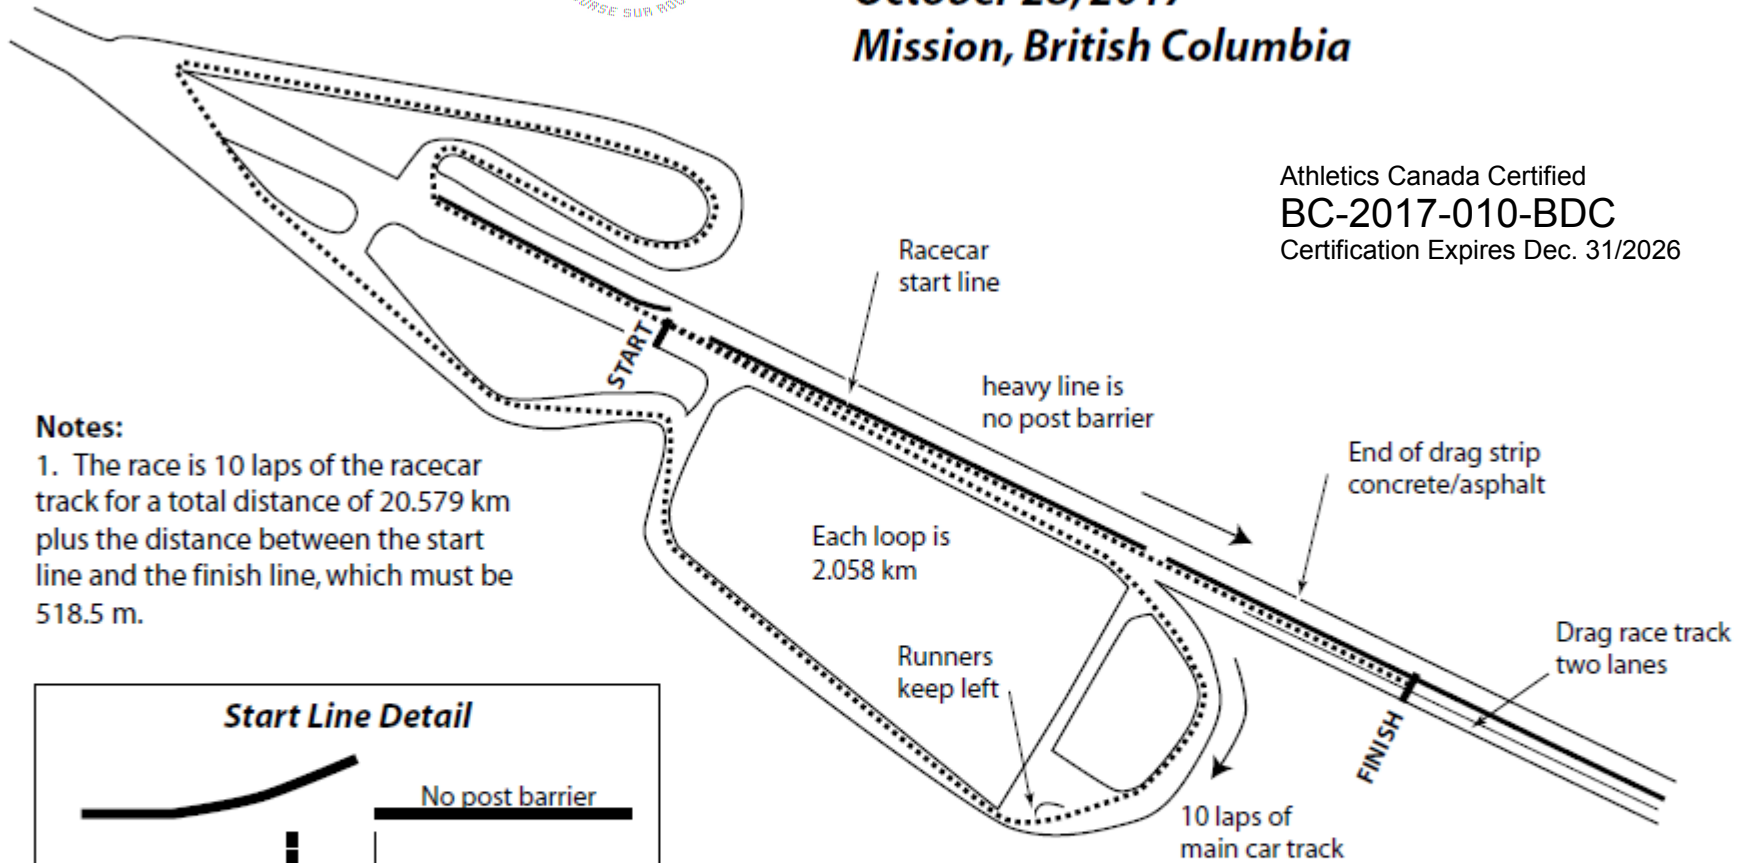 Mission, British Columbia
Athletics Canada Certified
BC-2017-010-BDC
Certification Expires Dec. 31/2026
Racecar
start line
heavy line is
no post barrier
End of drag strip
concrete/asphalt
START
Notes:
1. The race is 10 laps of the racecar
track for a total distance of 20.579 km
plus the distance between the start
line and the finish line, which must be
518.5 m.
Each loop is
2.058 km
Runners
keep left
Drag race track
two lanes
FINISH
10 laps of
main car track
Start Line Detail
No post barrier